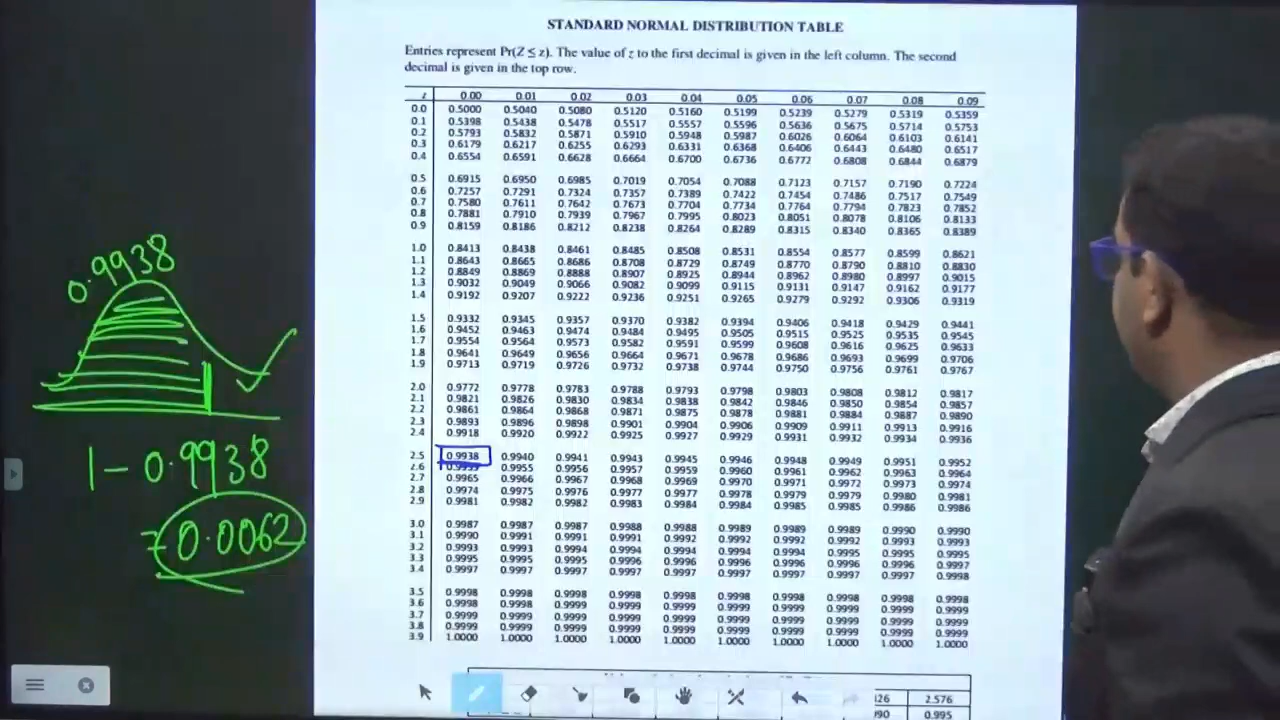 STANDARD NORMAL DISTRIBUTION TABLE
Entries represent Pr(Z ≤ z). The value of z to the first decimal is given in the left column. The second
decimal is given in the top row.
z 0.00 0.01 0.02 0.03 0.04 0.05 0.06 0.07 0.08 0.09
0.0 0.5000 0.5040 0.5080 0.5120 0.5160 0.5199 0.5239 0.5279 0.5319 0.5359
0.1 0.5398 0.5438 0.5478 0.5517 0.5557 0.5596 0.5636 0.5675 0.5714 0.5753
0.2 0.5793 0.5832 0.5871 0.5910 0.5948 0.5987 0.6026 0.6064 0.6103 0.6141
0.3 0.6179 0.6217 0.6255 0.6293 0.6331 0.6368 0.6406 0.6443 0.6480 0.6517
0.4 0.6554 0.6591 0.6628 0.6664 0.6700 0.6736 0.6772 0.6808 0.6844 0.6879
0.5 0.6915 0.6950 0.6985 0.7019 0.7054 0.7088 0.7123 0.7157 0.7190 0.7224
0.6 0.7257 0.7291 0.7324 0.7357 0.7389 0.7422 0.7454 0.7486 0.7517 0.7549
0.7 0.7580 0.7611 0.7642 0.7673 0.7704 0.7734 0.7764 0.7794 0.7823 0.7852
0.8 0.7881 0.7910 0.7939 0.7967 0.7995 0.8023 0.8051 0.8078 0.8106 0.8133
0.9 0.8159 0.8186 0.8212 0.8238 0.8264 0.8289 0.8315 0.8340 0.8365 0.8389
1.0 0.8413 0.8438 0.8461 0.8485 0.8508 0.8531 0.8554 0.8577 0.8599 0.8621
1.1 0.8643 0.8665 0.8686 0.8708 0.8729 0.8749 0.8770 0.8790 0.8810 0.8830
1.2 0.8849 0.8869 0.8888 0.8907 0.8925 0.8944 0.8962 0.8980 0.8997 0.9015
1.3 0.9032 0.9049 0.9066 0.9082 0.9099 0.9115 0.9131 0.9147 0.9162 0.9177
1.4 0.9192 0.9207 0.9222 0.9236 0.9251 0.9265 0.9279 0.9292 0.9306 0.9319
1.5 0.9332 0.9345 0.9357 0.9370 0.9382 0.9394 0.9406 0.9418 0.9429 0.9441
1.6 0.9452 0.9463 0.9474 0.9484 0.9495 0.9505 0.9515 0.9525 0.9535 0.9545
1.7 0.9554 0.9564 0.9573 0.9582 0.9591 0.9599 0.9608 0.9616 0.9625 0.9633
1.8 0.9641 0.9649 0.9656 0.9664 0.9671 0.9678 0.9686 0.9693 0.9699 0.9706
1.9 0.9713 0.9719 0.9726 0.9732 0.9738 0.9744 0.9750 0.9756 0.9761 0.9767
2.0 0.9772 0.9778 0.9783 0.9788 0.9793 0.9798 0.9803 0.9808 0.9812 0.9817
2.1 0.9821 0.9826 0.9830 0.9834 0.9838 0.9842 0.9846 0.9850 0.9854 0.9857
2.2 0.9861 0.9864 0.9868 0.9871 0.9875 0.9878 0.9881 0.9884 0.9887 0.9890
2.3 0.9893 0.9896 0.9898 0.9901 0.9904 0.9906 0.9909 0.9911 0.9913 0.9916
2.4 0.9918 0.9920 0.9922 0.9925 0.9927 0.9929 0.9931 0.9932 0.9934 0.9936
2.5 0.9938 0.9940 0.9941 0.9943 0.9945 0.9946 0.9948 0.9949 0.9951 0.9952
2.6 0.9955 0.9956 0.9957 0.9959 0.9960 0.9961 0.9962 0.9963 0.9964
2.7 0.9965 0.9966 0.9967 0.9968 0.9969 0.9970 0.9971 0.9972 0.9973 0.9974
2.8 0.9974 0.9975 0.9976 0.9977 0.9977 0.9978 0.9979 0.9979 0.9980 0.9981
2.9 0.9981 0.9982 0.9982 0.9983 0.9984 0.9984 0.9985 0.9985 0.9986 0.9986
3.0 0.9987 0.9987 0.9987 0.9988 0.9988 0.9989 0.9989 0.9989 0.9990 0.9990
3.1 0.9990 0.9991 0.9991 0.9991 0.9992 0.9992 0.9992 0.9992 0.9993 0.9993
3.2 0.9993 0.9993 0.9994 0.9994 0.9994 0.9994 0.9994 0.9995 0.9995 0.9995
3.3 0.9995 0.9995 0.9995 0.9996 0.9996 0.9996 0.9996 0.9996 0.9996 0.9997
3.4 0.9997 0.9997 0.9997 0.9997 0.9997 0.9997 0.9997 0.9997 0.9997 0.9998
3.5 0.9998 0.9998 0.9998 0.9998 0.9998 0.9998 0.9998 0.9998 0.9998 0.9998
3.6 0.9998 0.9998 0.9999 0.9999 0.9999 0.9999 0.9999 0.9999 0.9999 0.9999
3.7 0.9999 0.9999 0.9999 0.9999 0.9999 0.9999 0.9999 0.9999 0.9999 0.9999
3.8 0.9999 0.9999 0.9999 0.9999 0.9999 0.9999 0.9999 0.9999 0.9999 0.9999
3.9 1.0000 1.0000 1.0000 1.0000 1.0000 1.0000 1.0000 1.0000 1.0000 1.0000
2.576
0.995
0.9938
1 - 0.9938
= 0.0062